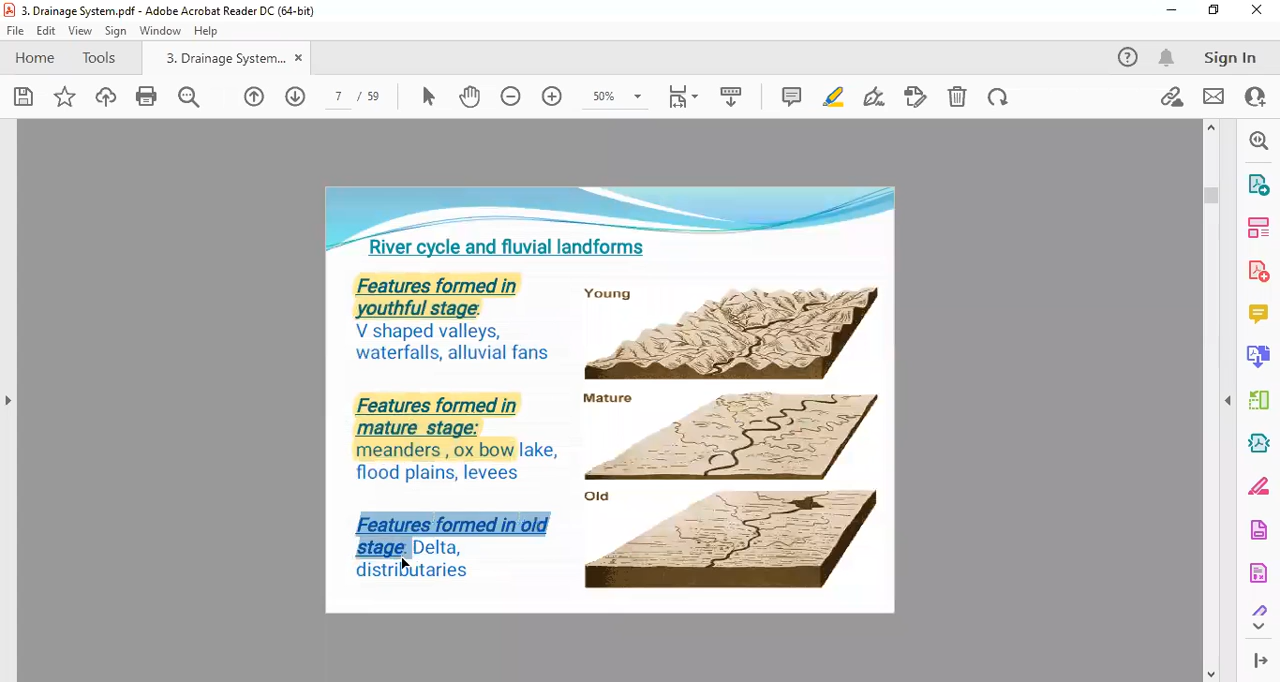 3. Drainage System.pdf - Adobe Acrobat Reader DC (64-bit)
File Edit View Sign Window Help
Home Tools 3. Drainage System... × Sign In
7 / 59 50%
River cycle and fluvial landforms
Features formed in
youthful stage:
V shaped valleys,
waterfalls, alluvial fans
Young
Features formed in
mature stage:
meanders , ox bow lake,
flood plains, levees
Mature
Features formed in old
stage: Delta,
distributaries
Old